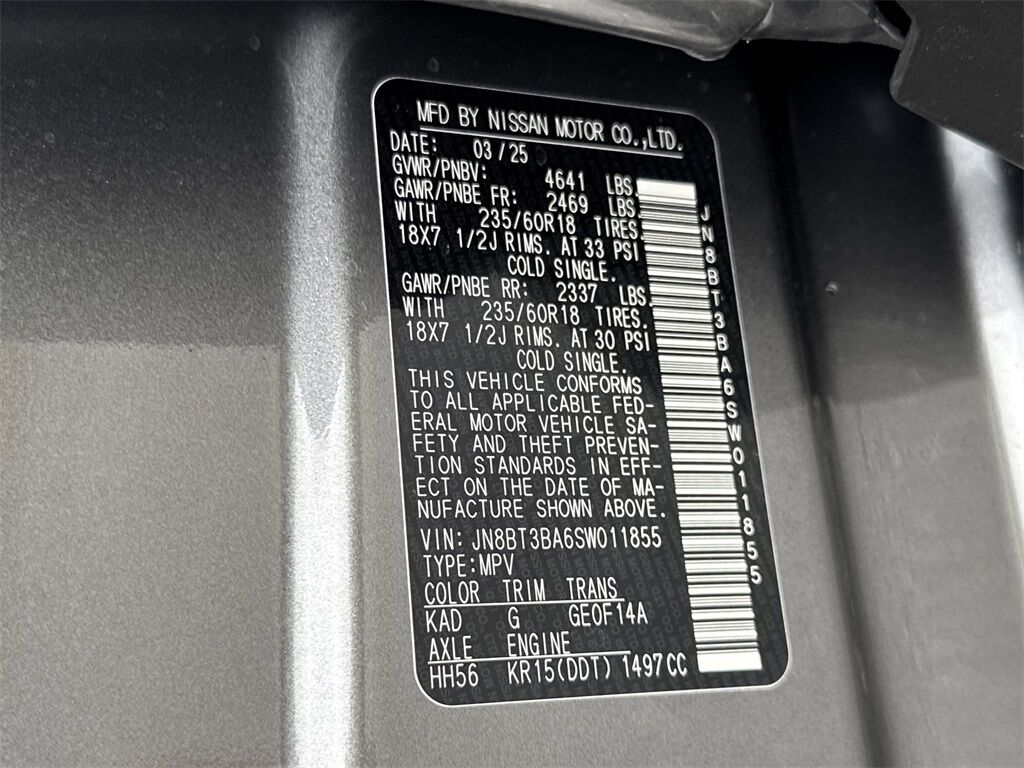 MFD BY NISSAN MOTOR CO.,LTD.
DATE: 03/25
GVWR/PNBV: 4641 LBS.
GAWR/PNBE FR: 2469 LBS.
WITH 235/60R18 TIRES.
18X7 1/2J RIMS. AT 33 PSI
COLD SINGLE.
GAWR/PNBE RR: 2337 LBS.
WITH 235/60R18 TIRES.
18X7 1/2J RIMS. AT 30 PSI
COLD SINGLE.
THIS VEHICLE CONFORMS
TO ALL APPLICABLE FED-
ERAL MOTOR VEHICLE SA-
FETY AND THEFT PREVEN-
TION STANDARDS IN EFF-
ECT ON THE DATE OF MA-
NUFACTURE SHOWN ABOVE.
VIN: JN8BT3BA6SW011855
TYPE:MPV
COLOR TRIM TRANS
KAD G GE0F14A
AXLE ENGINE
HH56 KR15(DDT) 1497CC
JN8BT3BA6SW011855